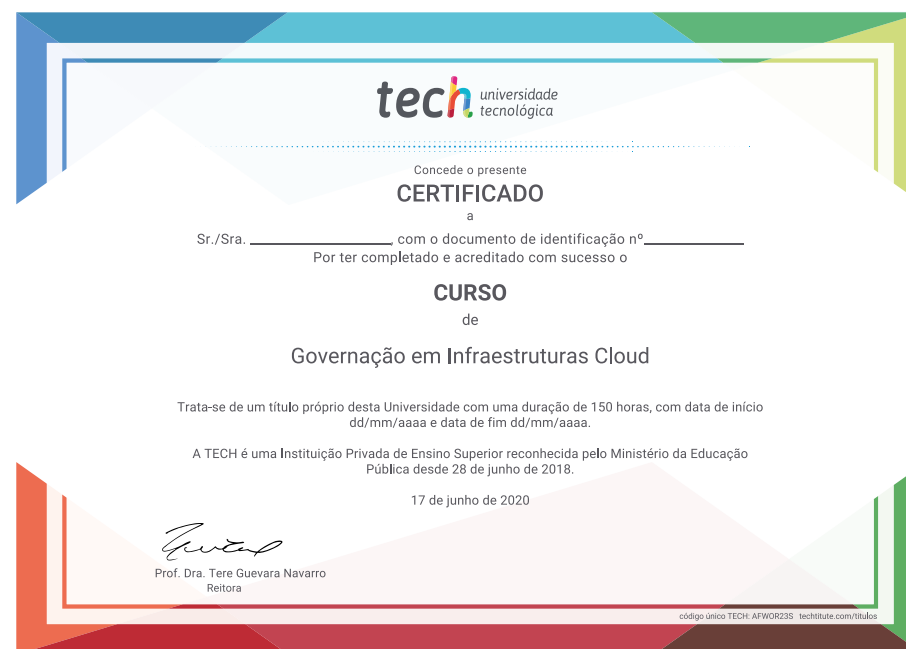 tech universidade
tecnológica
Concede o presente
CERTIFICADO
a
Sr./Sra. ________________, com o documento de identificação nº___________
Por ter completado e acreditado com sucesso o
CURSO
de
Governação em Infraestruturas Cloud
Trata-se de um título próprio desta Universidade com uma duração de 150 horas, com data de início
dd/mm/aaaa e data de fim dd/mm/aaaa.
A TECH é uma Instituição Privada de Ensino Superior reconhecida pelo Ministério da Educação
Pública desde 28 de junho de 2018.
17 de junho de 2020
Prof. Dra. Tere Guevara Navarro
Reitora
código único TECH: AFWOR23S techtitute.com/títulos